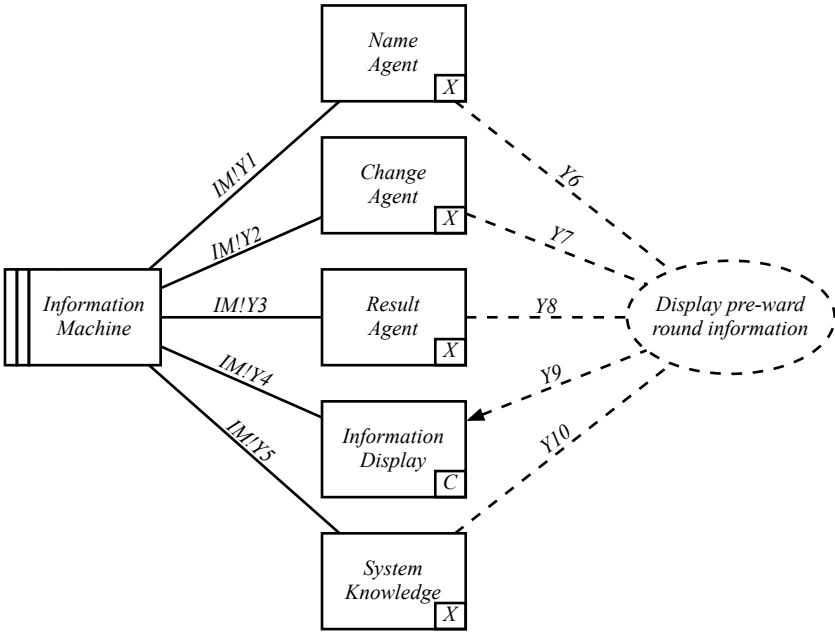 Name
Agent
X
IM!Y1
Y6
Change
Agent
X
IM!Y2
Y7
Information
Machine
IM!Y3
Result
Agent
X
Y8
Display pre-ward
round information
IM!Y4
Y9
Information
Display
C
IM!Y5
Y10
System
Knowledge
X